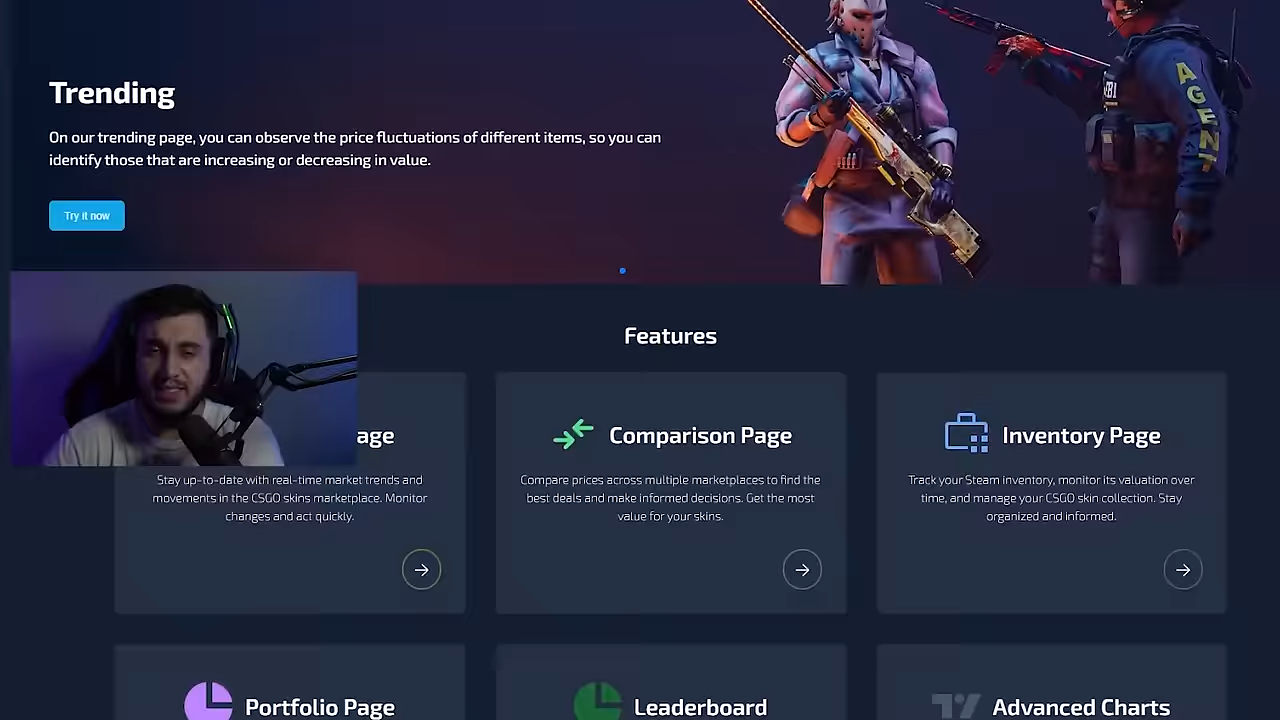 Trending
On our trending page, you can observe the price fluctuations of different items, so you can
identify those that are increasing or decreasing in value.
Try it now
AGENT
Features
age
Stay up-to-date with real-time market trends and
movements in the CSGO skins marketplace. Monitor
changes and act quickly.
Comparison Page
Compare prices across multiple marketplaces to find the
best deals and make informed decisions. Get the most
value for your skins.
Inventory Page
Track your Steam inventory, monitor its valuation over
time, and manage your CSGO skin collection. Stay
organized and informed.
Portfolio Page
Leaderboard
Advanced Charts